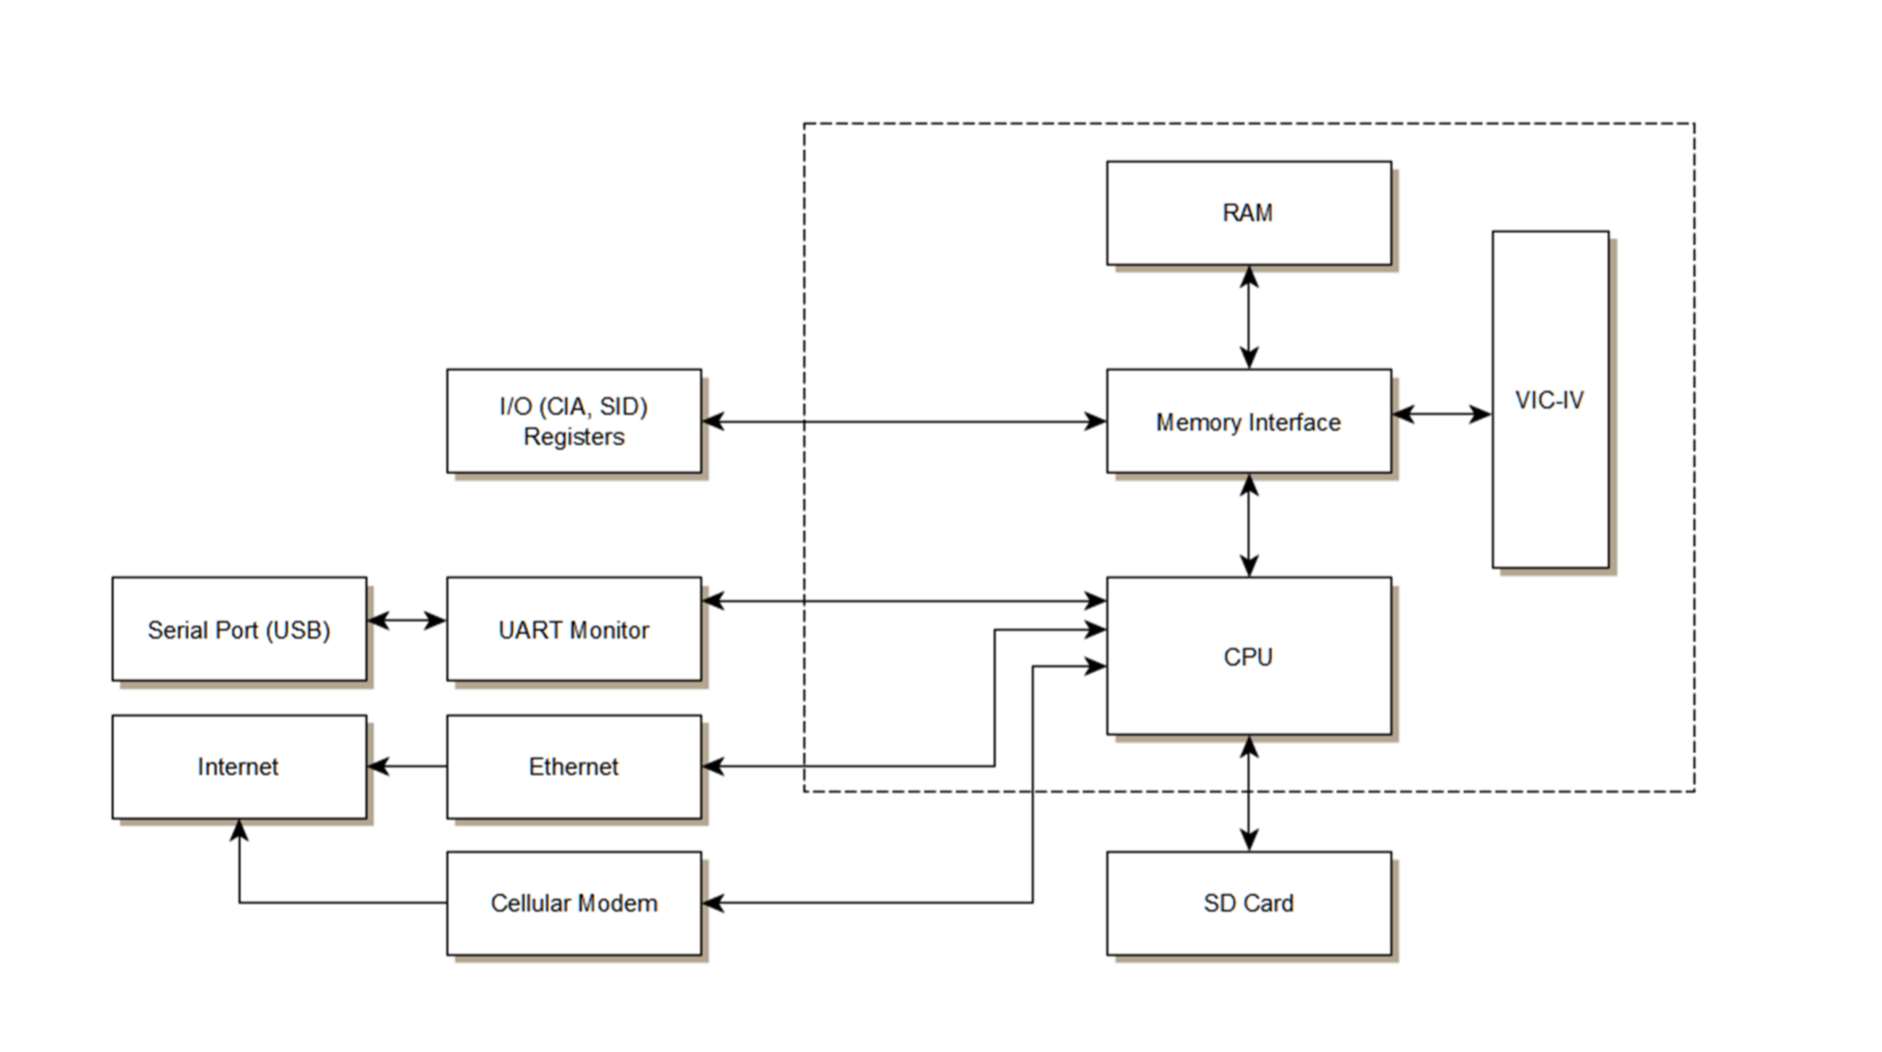 RAM
VIC-IV
I/O (CIA, SID)
Registers
Memory Interface
Serial Port (USB)
UART Monitor
CPU
Internet
Ethernet
Cellular Modem
SD Card